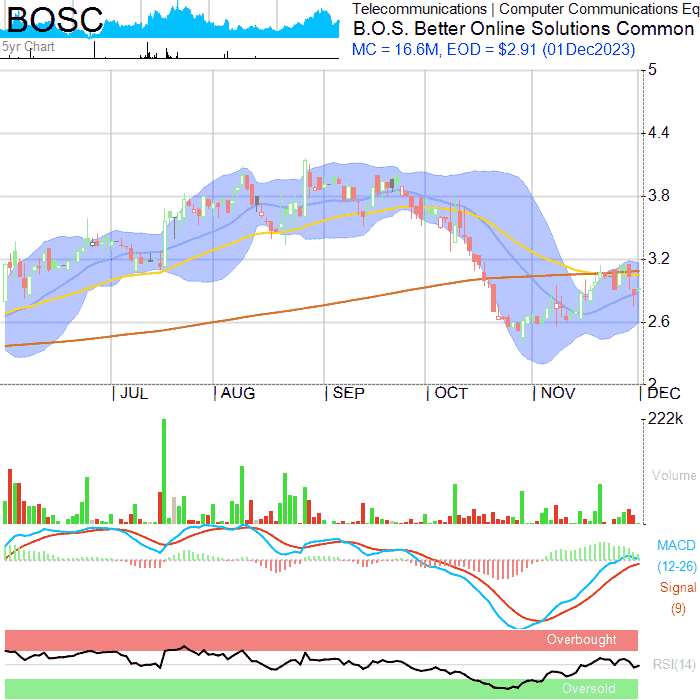 BOSC
5yr Chart
Telecommunications | Computer Communications Eq
B.O.S. Better Online Solutions Common
MC = 16.6M, EOD = $2.91 (01Dec2023)
5
4.4
3.8
3.2
2.6
2
| JUL | AUG | SEP | OCT | NOV | DEC
222k
Volume
MACD
(12-26)
Signal
(9)
Overbought
RSI(14)
Oversold